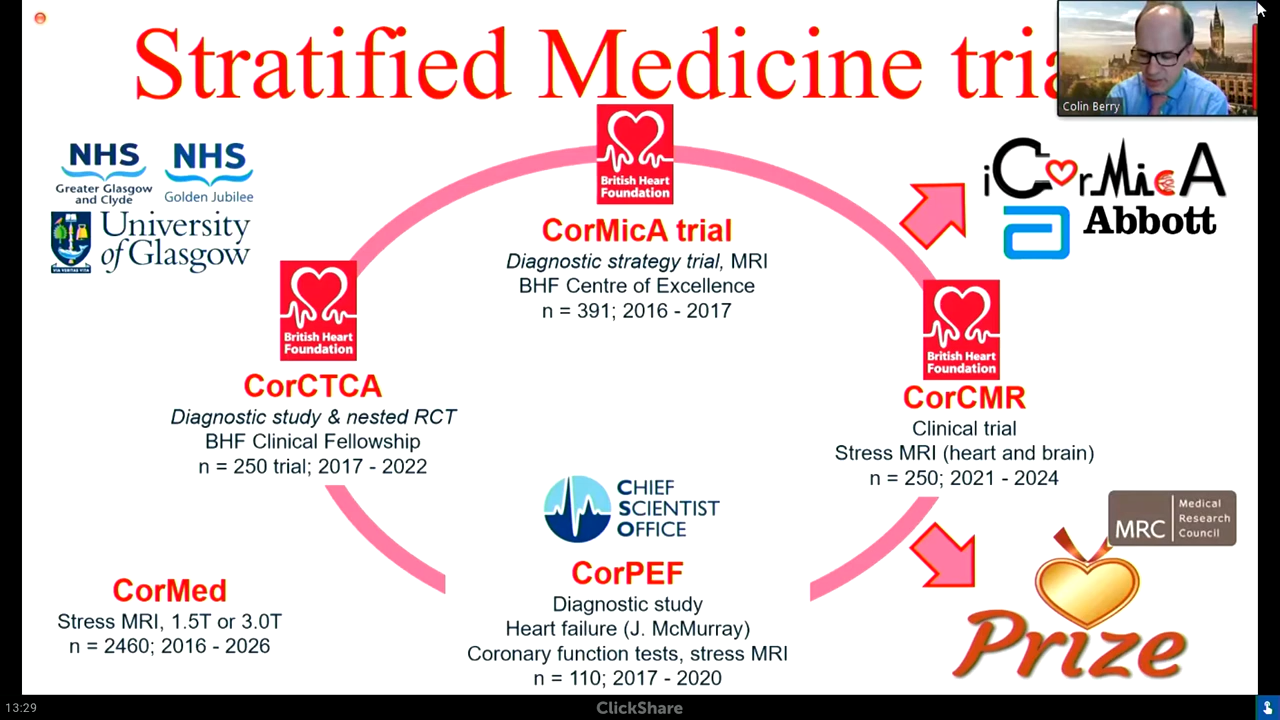 Stratified Medicine tria
Colin Berry
NHS
Greater Glasgow
and Clyde
NHS
Golden Jubilee
University
of Glasgow
British Heart
Foundation
CorMicA trial
Diagnostic strategy trial, MRI
BHF Centre of Excellence
n = 391; 2016 - 2017
iCorMicA
Abbott
British Heart
Foundation
CorCTCA
Diagnostic study & nested RCT
BHF Clinical Fellowship
n = 250 trial; 2017 - 2022
British Heart
Foundation
CorCMR
Clinical trial
Stress MRI (heart and brain)
n = 250; 2021 - 2024
CHIEF
SCIENTIST
OFFICE
CorPEF
Diagnostic study
Heart failure (J. McMurray)
Coronary function tests, stress MRI
n = 110; 2017 - 2020
CorMed
Stress MRI, 1.5T or 3.0T
n = 2460; 2016 - 2026
MRC
Medical
Research
Council
Prize
13:29
ClickShare